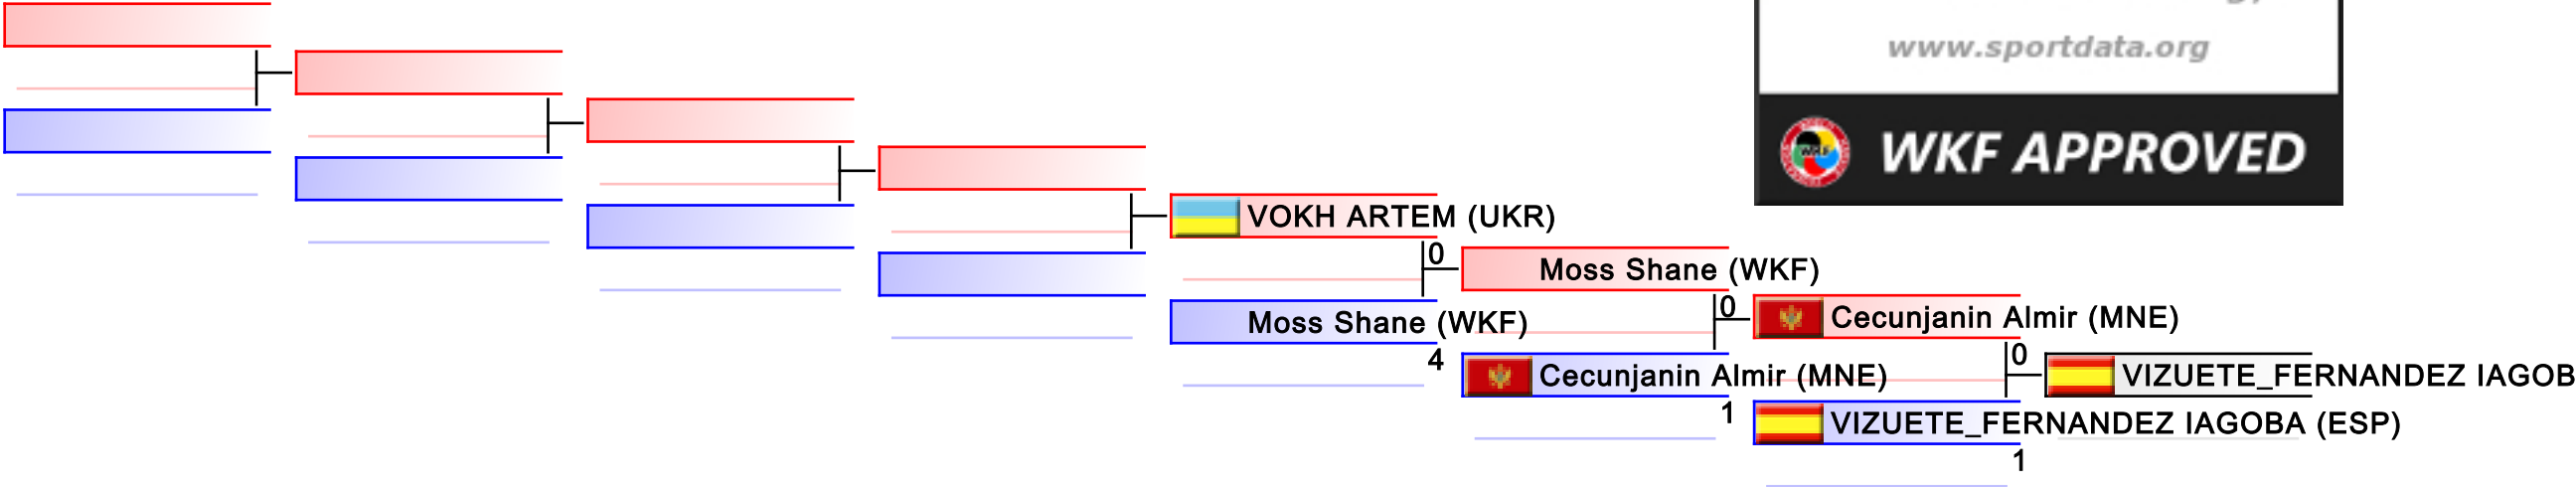 www.sportdata.org
WKF APPROVED
VOKH ARTEM (UKR)
0
Moss Shane (WKF)
Moss Shane (WKF)
4
0
Cecunjanin Almir (MNE)
Cecunjanin Almir (MNE)
1
0
VIZUETE_FERNANDEZ IAGOB
VIZUETE_FERNANDEZ IAGOBA (ESP)
1